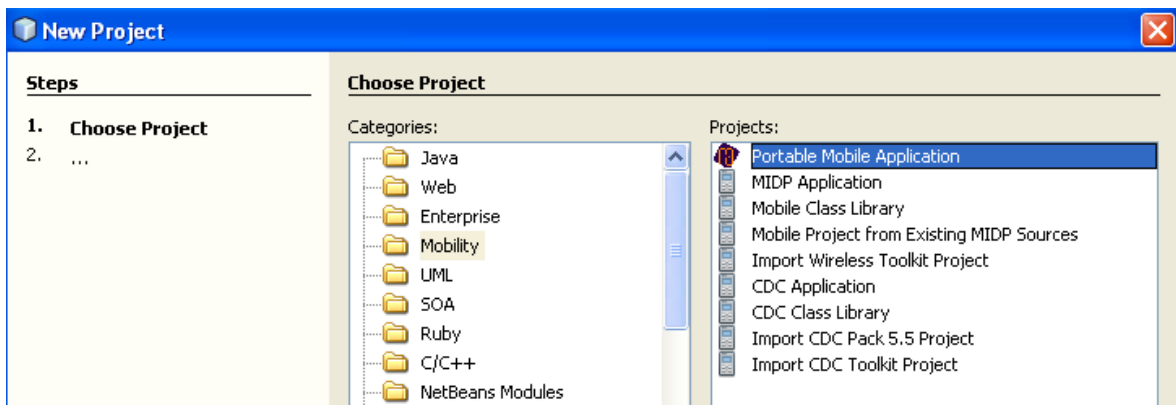 New Project
Steps
1. Choose Project
2. ...
Choose Project
Categories:
Java
Web
Enterprise
Mobility
UML
SOA
Ruby
C/C++
NetBeans Modules
Projects:
Portable Mobile Application
MIDP Application
Mobile Class Library
Mobile Project from Existing MIDP Sources
Import Wireless Toolkit Project
CDC Application
CDC Class Library
Import CDC Pack 5.5 Project
Import CDC Toolkit Project